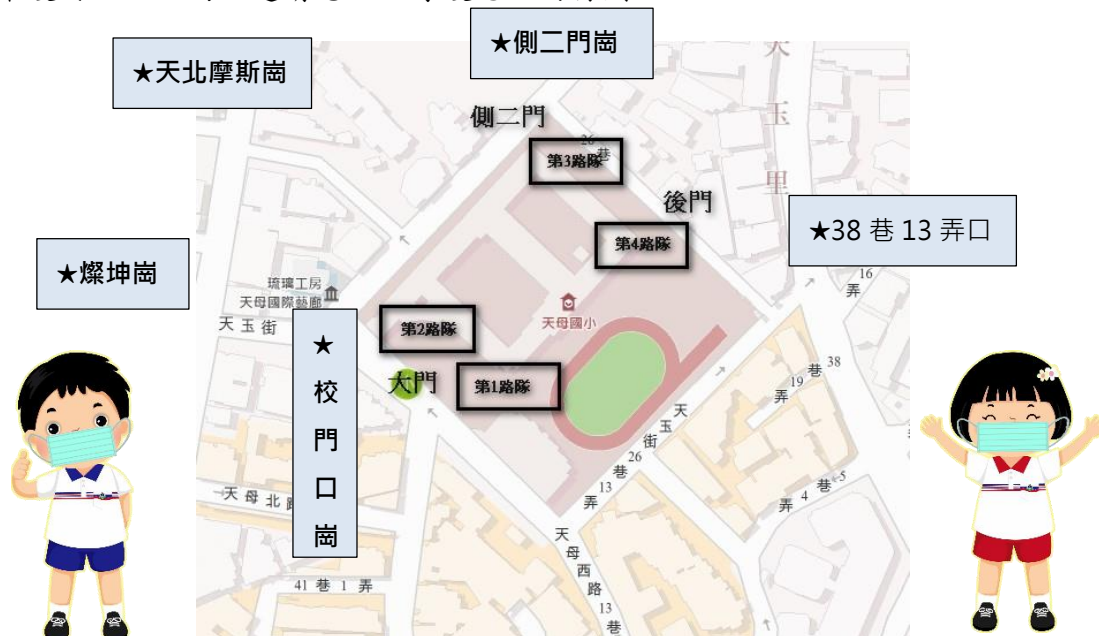 ★側二門崗
★天北摩斯崗
大
玉
里
側二門
26
巷
第3路隊
後門
★38 巷 13 弄口
第4路隊
★燦坤崗
16
弄
琉璃工房
天母國際藝廊
天玉街
天母國小
★
校
門
口
崗
第2路隊
大門
第1路隊
38
巷
19
弄
天
玉
街
26
巷
13
弄
5
巷
4
弄
天母北路
天
母
西
路
13
巷
41 巷 1 弄